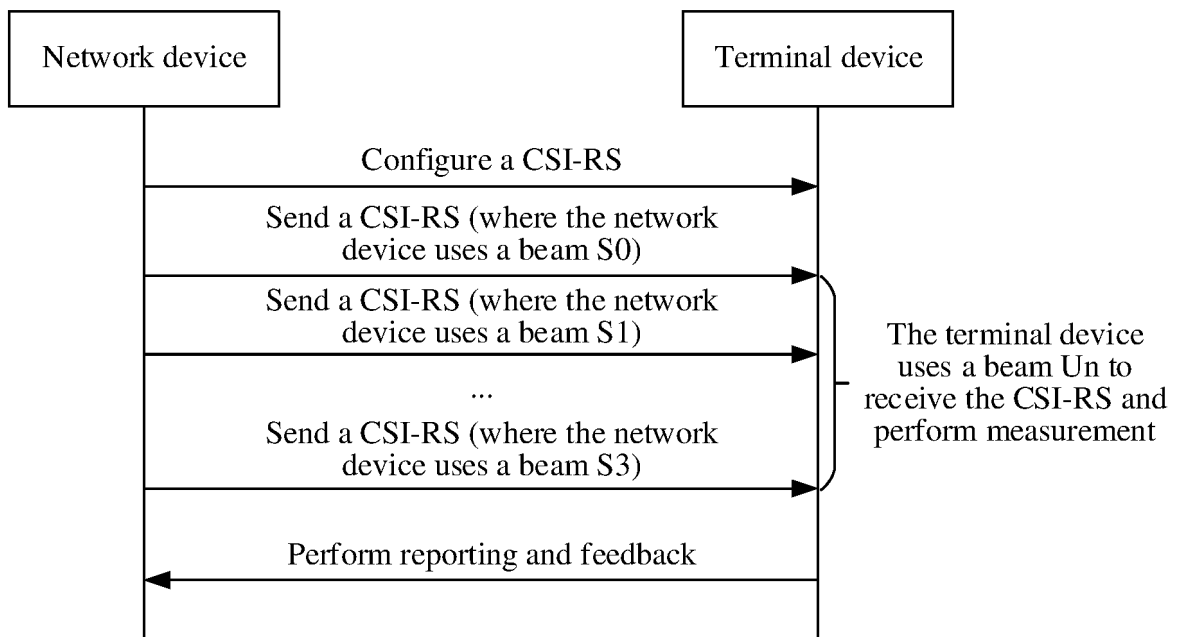 Network device
Terminal device
Configure a CSI-RS
Send a CSI-RS (where the network
device uses a beam S0)
Send a CSI-RS (where the network
device uses a beam S1)
...
Send a CSI-RS (where the network
device uses a beam S3)
The terminal device
uses a beam Un to
receive the CSI-RS and
perform measurement
Perform reporting and feedback